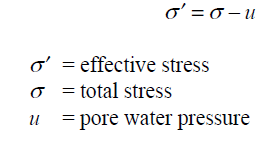 σ′ = σ – u
σ′ = effective stress
σ = total stress
u = pore water pressure